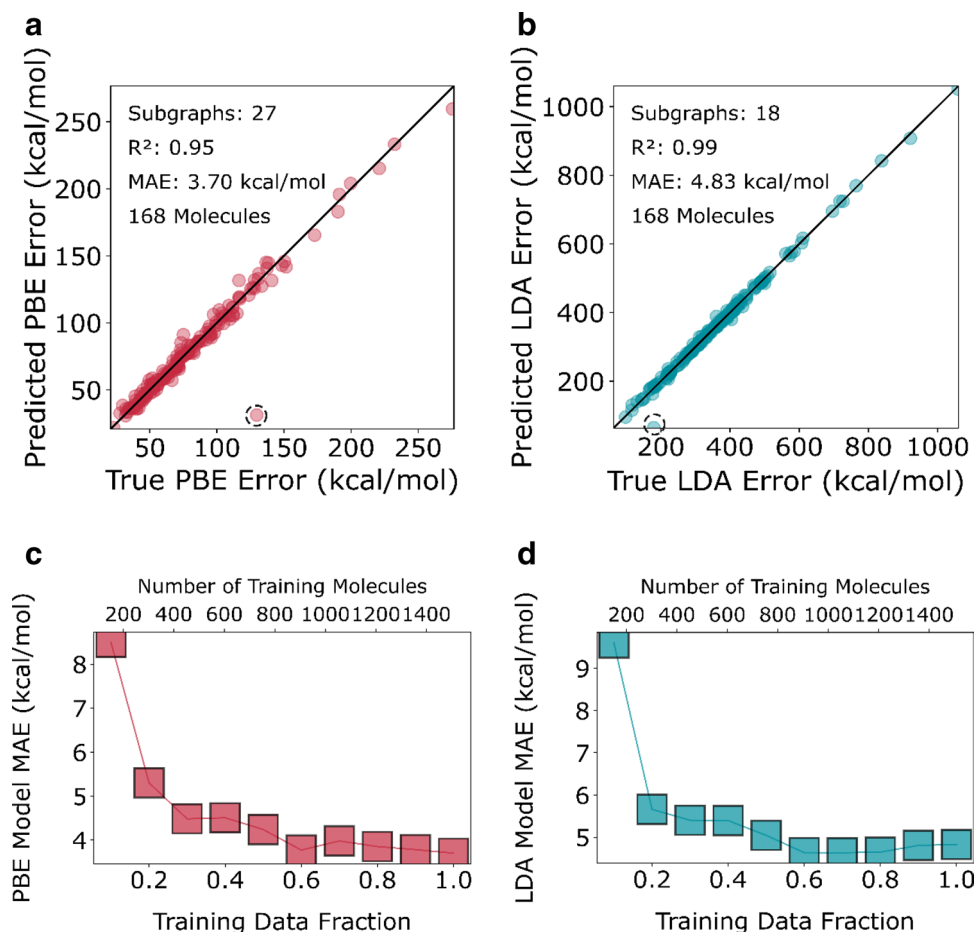 a
Predicted PBE Error (kcal/mol)
250
200
150
100
50
Subgraphs: 27
R²: 0.95
MAE: 3.70 kcal/mol
168 Molecules
50 100 150 200 250
True PBE Error (kcal/mol)
b
Predicted LDA Error (kcal/mol)
1000
800
600
400
200
Subgraphs: 18
R²: 0.99
MAE: 4.83 kcal/mol
168 Molecules
200 400 600 800 1000
True LDA Error (kcal/mol)
c
Number of Training Molecules
200 400 600 800 1000 1200 1400
PBE Model MAE (kcal/mol)
8
7
6
5
4
0.2 0.4 0.6 0.8 1.0
Training Data Fraction
d
Number of Training Molecules
200 400 600 800 1000 1200 1400
LDA Model MAE (kcal/mol)
9
8
7
6
5
0.2 0.4 0.6 0.8 1.0
Training Data Fraction